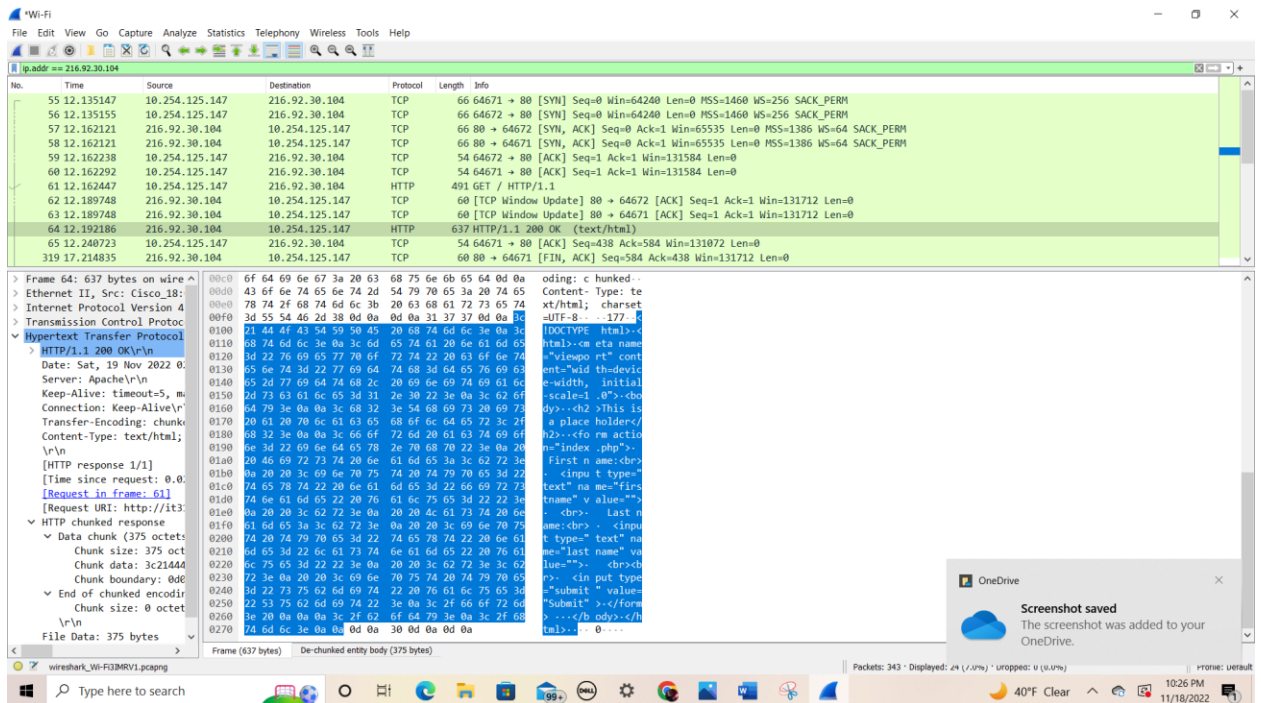 *Wi-Fi
File Edit View Go Capture Analyze Statistics Telephony Wireless Tools Help
ip.addr == 216.92.30.104
No. Time Source Destination Protocol Length Info
55 12.135147 10.254.125.147 216.92.30.104 TCP 66 64671 → 80 [SYN] Seq=0 Win=64240 Len=0 MSS=1460 WS=256 SACK_PERM
56 12.135155 10.254.125.147 216.92.30.104 TCP 66 64672 → 80 [SYN] Seq=0 Win=64240 Len=0 MSS=1460 WS=256 SACK_PERM
57 12.162121 216.92.30.104 10.254.125.147 TCP 66 80 → 64672 [SYN, ACK] Seq=0 Ack=1 Win=65535 Len=0 MSS=1386 WS=64 SACK_PERM
58 12.162121 216.92.30.104 10.254.125.147 TCP 66 80 → 64671 [SYN, ACK] Seq=0 Ack=1 Win=65535 Len=0 MSS=1386 WS=64 SACK_PERM
59 12.162238 10.254.125.147 216.92.30.104 TCP 54 64672 → 80 [ACK] Seq=1 Ack=1 Win=131584 Len=0
60 12.162292 10.254.125.147 216.92.30.104 TCP 54 64671 → 80 [ACK] Seq=1 Ack=1 Win=131584 Len=0
61 12.162447 10.254.125.147 216.92.30.104 HTTP 491 GET / HTTP/1.1
62 12.189748 216.92.30.104 10.254.125.147 TCP 60 [TCP Window Update] 80 → 64672 [ACK] Seq=1 Ack=1 Win=131712 Len=0
63 12.189748 216.92.30.104 10.254.125.147 TCP 60 [TCP Window Update] 80 → 64671 [ACK] Seq=1 Ack=1 Win=131712 Len=0
64 12.192186 216.92.30.104 10.254.125.147 HTTP 637 HTTP/1.1 200 OK (text/html)
65 12.240723 10.254.125.147 216.92.30.104 TCP 54 64671 → 80 [ACK] Seq=438 Ack=584 Win=131072 Len=0
319 17.214835 216.92.30.104 10.254.125.147 TCP 60 80 → 64671 [FIN, ACK] Seq=584 Ack=438 Win=131712 Len=0
Frame 64: 637 bytes on wire
Ethernet II, Src: Cisco_18:
Internet Protocol Version 4
Transmission Control Protoc
Hypertext Transfer Protocol
HTTP/1.1 200 OK\r\n
Date: Sat, 19 Nov 2022 0
Server: Apache\r\n
Keep-Alive: timeout=5, m
Connection: Keep-Alive\r
Transfer-Encoding: chunk
Content-Type: text/html;
\r\n
[HTTP response 1/1]
[Time since request: 0.0
[Request in frame: 61]
[Request URI: http://it3
HTTP chunked response
Data chunk (375 octets
Chunk size: 375 oct
Chunk data: 3c21444
Chunk boundary: 0d0
End of chunked encodin
Chunk size: 0 octet
\r\n
File Data: 375 bytes
00c0 6f 64 69 6e 67 3a 20 63 68 75 6e 6b 65 64 0d 0a oding: c hunked··
00d0 43 6f 6e 74 65 6e 74 2d 54 79 70 65 3a 20 74 65 Content- Type: te
00e0 78 74 2f 68 74 6d 6c 3b 20 63 68 61 72 73 65 74 xt/html; charset
00f0 3d 55 54 46 2d 38 0d 0a 0d 0a 31 37 37 0d 0a 3c =UTF-8·· ··177··<
0100 21 44 4f 43 54 59 50 45 20 68 74 6d 6c 3e 0a 3c !DOCTYPE html>·<
0110 68 74 6d 6c 3e 0a 3c 6d 65 74 61 20 6e 61 6d 65 html>·<m eta name
0120 3d 22 76 69 65 77 70 6f 72 74 22 20 63 6f 6e 74 ="viewpo rt" cont
0130 65 6e 74 3d 22 77 69 64 74 68 3d 64 65 76 69 63 ent="wid th=devic
0140 65 2d 77 69 64 74 68 2c 20 69 6e 69 74 69 61 6c e-width, initial
0150 2d 73 63 61 6c 65 3d 31 2e 30 22 3e 0a 3c 62 6f -scale=1 .0">·<bo
0160 64 79 3e 0a 0a 3c 68 32 3e 54 68 69 73 20 69 73 dy>··<h2 >This is
0170 20 61 20 70 6c 61 63 65 68 6f 6c 64 65 72 3c 2f a place holder</
0180 68 32 3e 0a 0a 3c 66 6f 72 6d 20 61 63 74 69 6f h2>··<fo rm actio
0190 6e 3d 22 69 6e 64 65 78 2e 70 68 70 22 3e 0a 20 n="index .php">·
01a0 20 46 69 72 73 74 20 6e 61 6d 65 3a 3c 62 72 3e First n ame:<br>
01b0 0a 20 20 3c 69 6e 70 75 74 20 74 79 70 65 3d 22 · <inpu t type="
01c0 74 65 78 74 22 20 6e 61 6d 65 3d 22 66 69 72 73 text" na me="firs
01d0 74 6e 61 6d 65 22 20 76 61 6c 75 65 3d 22 22 3e tname" v alue="">
01e0 0a 20 20 3c 62 72 3e 0a 20 20 4c 61 73 74 20 6e · <br>· Last n
01f0 61 6d 65 3a 3c 62 72 3e 0a 20 20 3c 69 6e 70 75 ame:<br> · <inpu
0200 74 20 74 79 70 65 3d 22 74 65 78 74 22 20 6e 61 t type=" text" na
0210 6d 65 3d 22 6c 61 73 74 6e 61 6d 65 22 20 76 61 me="last name" va
0220 6c 75 65 3d 22 22 3e 0a 20 20 3c 62 72 3e 3c 62 lue="">· <br><b
0230 72 3e 0a 20 20 3c 69 6e 70 75 74 20 74 79 70 65 r>· <in put type
0240 3d 22 73 75 62 6d 69 74 22 20 76 61 6c 75 65 3d ="submit " value=
0250 22 53 75 62 6d 69 74 22 3e 0a 3c 2f 66 6f 72 6d "Submit" >·</form
0260 3e 20 0a 0a 0a 3c 2f 62 6f 64 79 3e 0a 3c 2f 68 > ···</b ody>·</h
0270 74 6d 6c 3e 0a 0a 0d 0a 30 0d 0a 0d 0a tml>···· 0····
OneDrive
Screenshot saved
The screenshot was added to your
OneDrive.
Frame (637 bytes) De-chunked entity body (375 bytes)
wireshark_Wi-FiJIMRV1.pcapng Packets: 343 · Displayed: 24 (7.0%) · Dropped: 0 (0.0%) Profile: Default
Type here to search 99+ DELL 40°F Clear 10:26 PM
11/18/2022 1